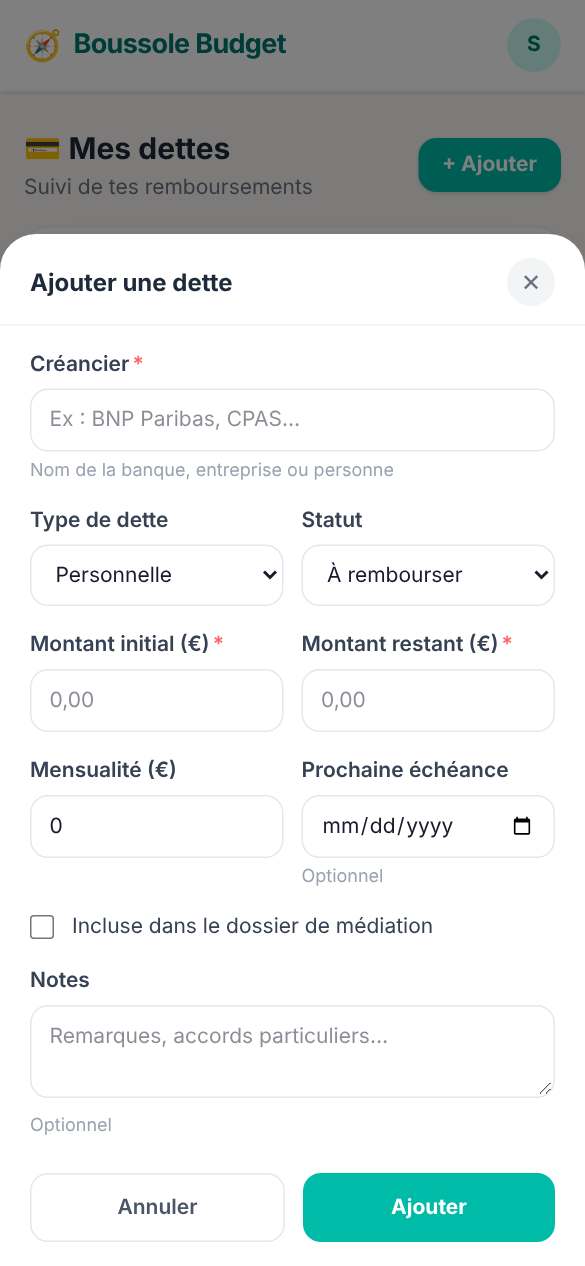 Boussole Budget
S
Mes dettes
+ Ajouter
Suivi de tes remboursements
Ajouter une dette
Créancier *
Ex : BNP Paribas, CPAS...
Nom de la banque, entreprise ou personne
Type de dette Statut
Personnelle À rembourser
Montant initial (€) * Montant restant (€) *
0,00 0,00
Mensualité (€) Prochaine échéance
0 mm/dd/yyyy
Optionnel
Incluse dans le dossier de médiation
Notes
Remarques, accords particuliers...
Optionnel
Annuler Ajouter